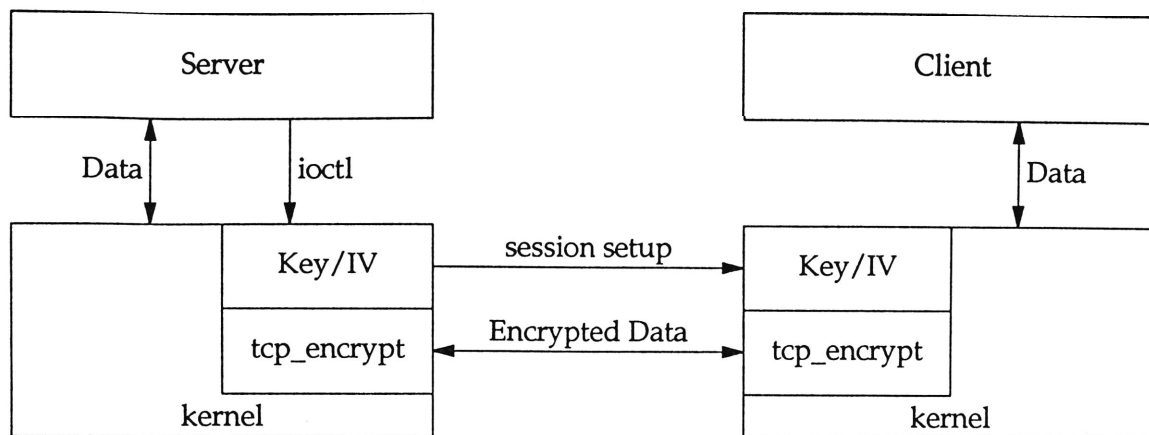 Server
Client
Data
ioctl
Data
Key/IV
session setup
Key/IV
tcp_encrypt
Encrypted Data
tcp_encrypt
kernel
kernel